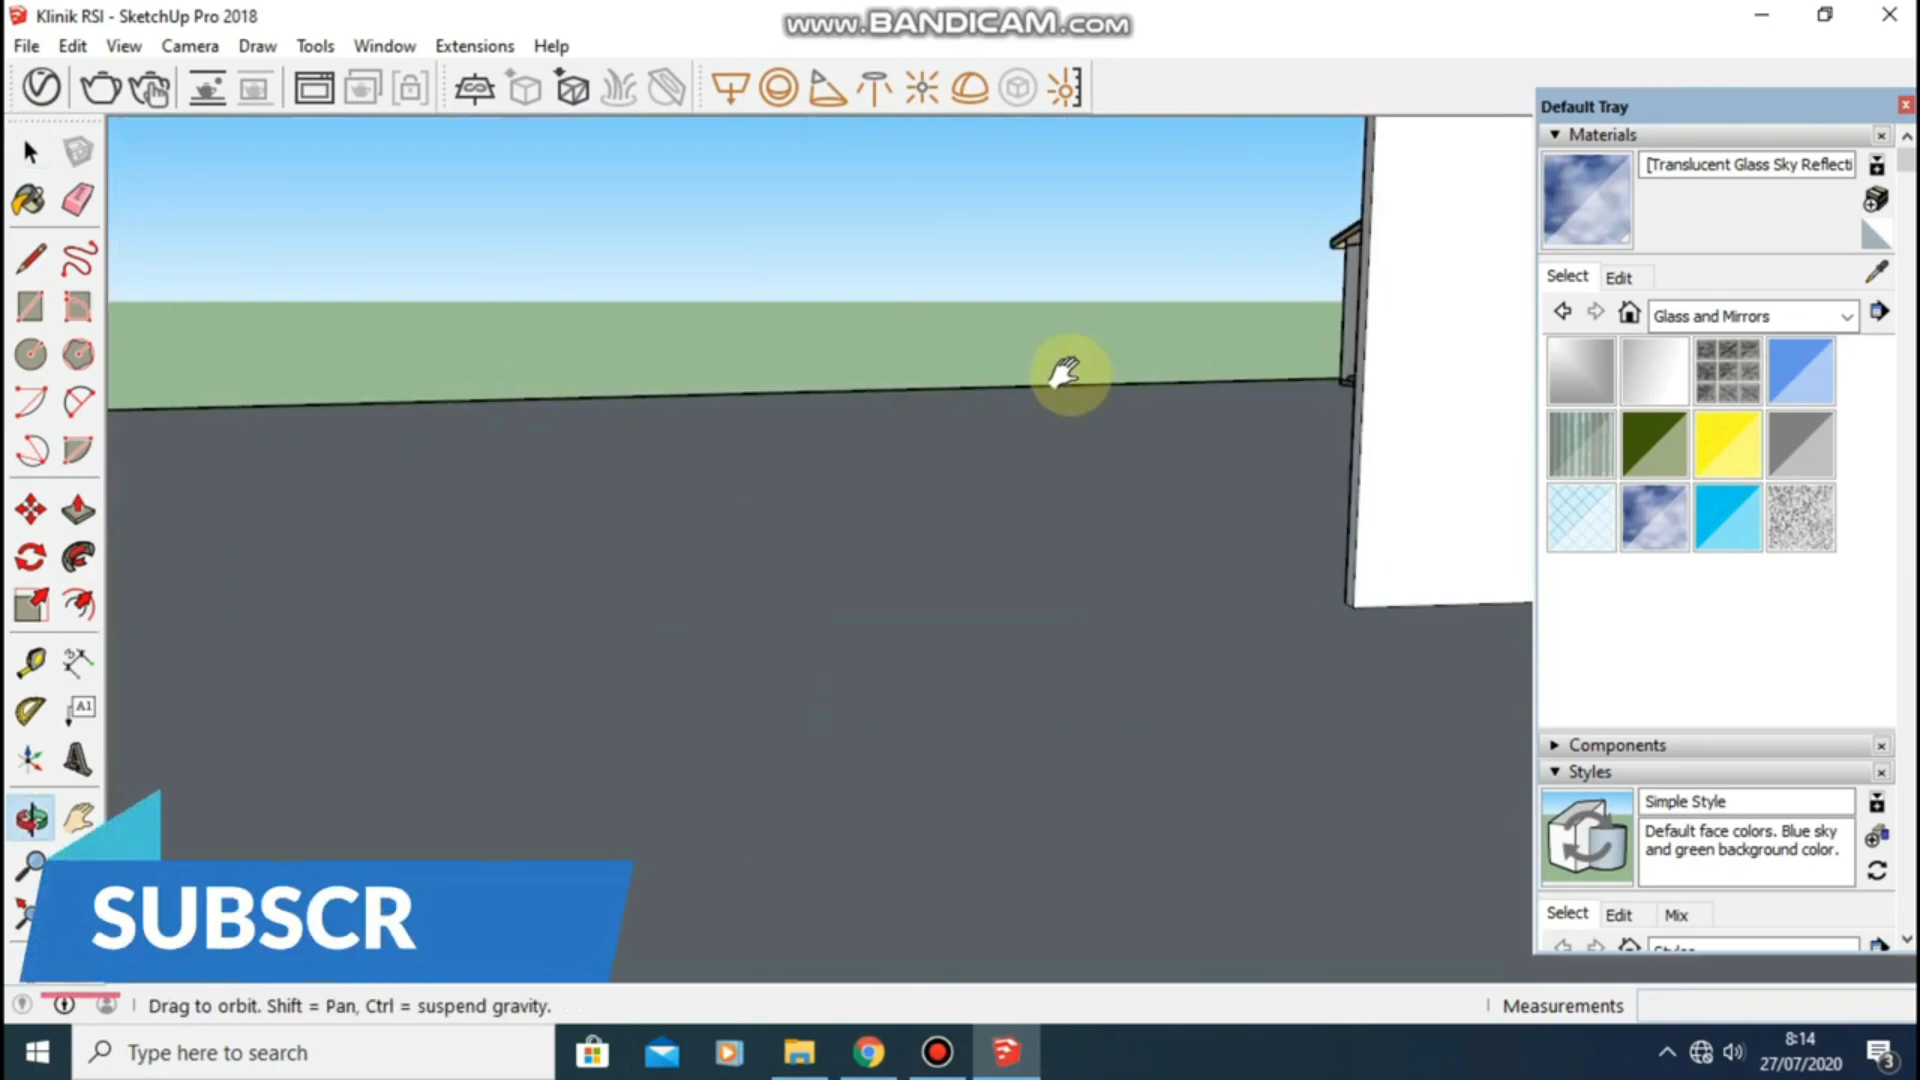 Klinik RSI - SketchUp Pro 2018
www.BANDICAM.com
File Edit View Camera Draw Tools Window Extensions Help
Default Tray
Materials
[Translucent Glass Sky Reflecti
Select Edit
Glass and Mirrors
A1
Components
Styles
Simple Style
Default face colors. Blue sky
and green background color.
Select Edit Mix
SUBSCR
Drag to orbit. Shift = Pan, Ctrl = suspend gravity.
Measurements
Type here to search
8:14
27/07/2020
3